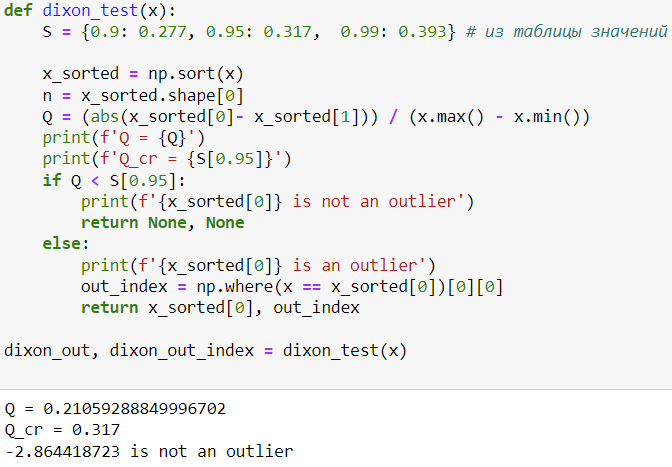 def dixon_test(x):
    S = {0.9: 0.277, 0.95: 0.317,  0.99: 0.393} # из таблицы значений
    x_sorted = np.sort(x)
    n = x_sorted.shape[0]
    Q = (abs(x_sorted[0]- x_sorted[1])) / (x.max() - x.min())
    print(f'Q = {Q}')
    print(f'Q_cr = {S[0.95]}')
    if Q < S[0.95]:
        print(f'{x_sorted[0]} is not an outlier')
        return None, None
    else:
        print(f'{x_sorted[0]} is an outlier')
        out_index = np.where(x == x_sorted[0])[0][0]
        return x_sorted[0], out_index
dixon_out, dixon_out_index = dixon_test(x)
Q = 0.21059288849996702
Q_cr = 0.317
-2.864418723 is not an outlier